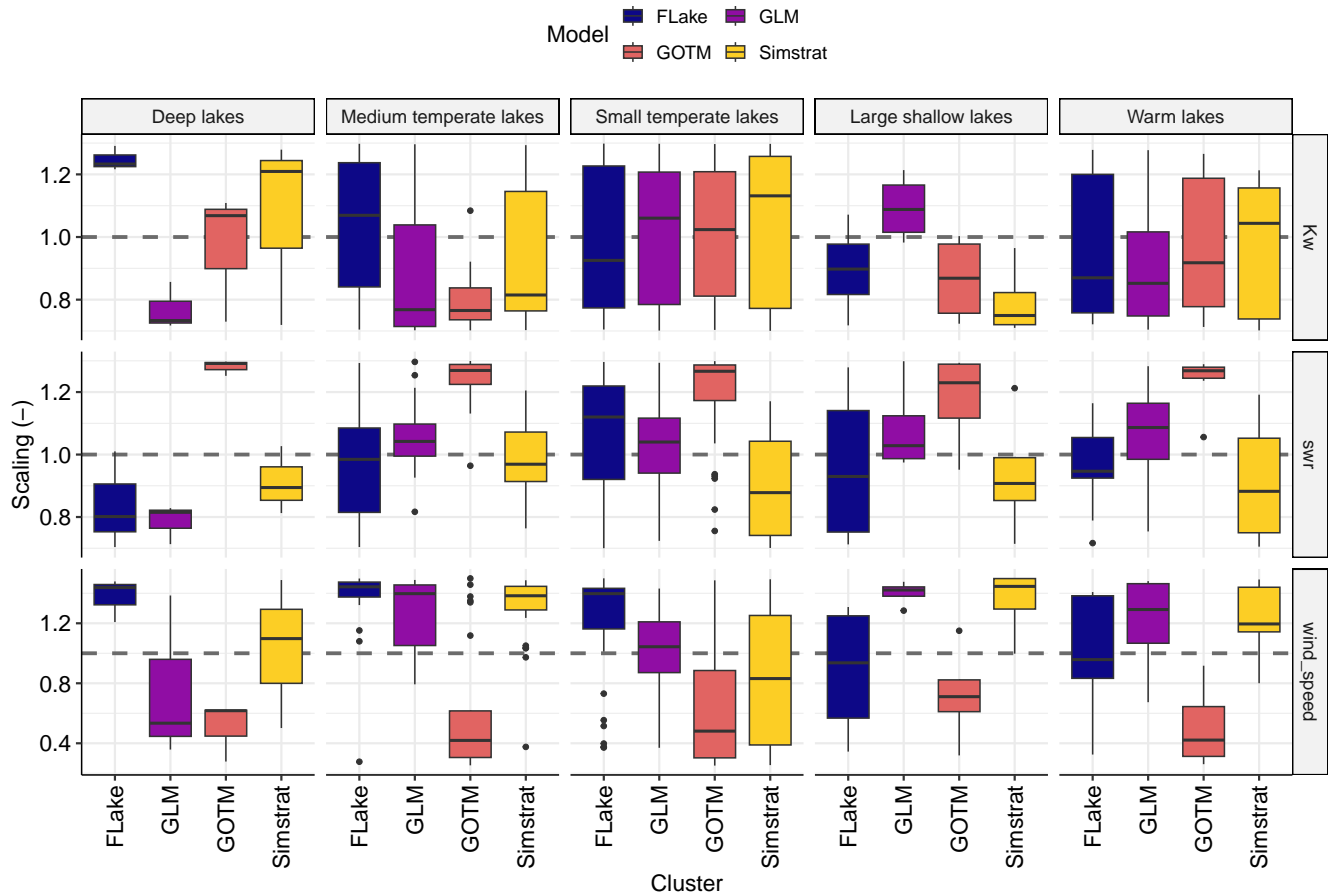 Model
FLake
GLM
GOTM
Simstrat
Deep lakes
Medium temperate lakes
Small temperate lakes
Large shallow lakes
Warm lakes
Scaling (−)
1.2
1.0
0.8
Kw
1.2
1.0
0.8
swr
1.2
0.8
0.4
wind_speed
FLake GLM GOTM Simstrat
FLake GLM GOTM Simstrat
FLake GLM GOTM Simstrat
FLake GLM GOTM Simstrat
FLake GLM GOTM Simstrat
Cluster